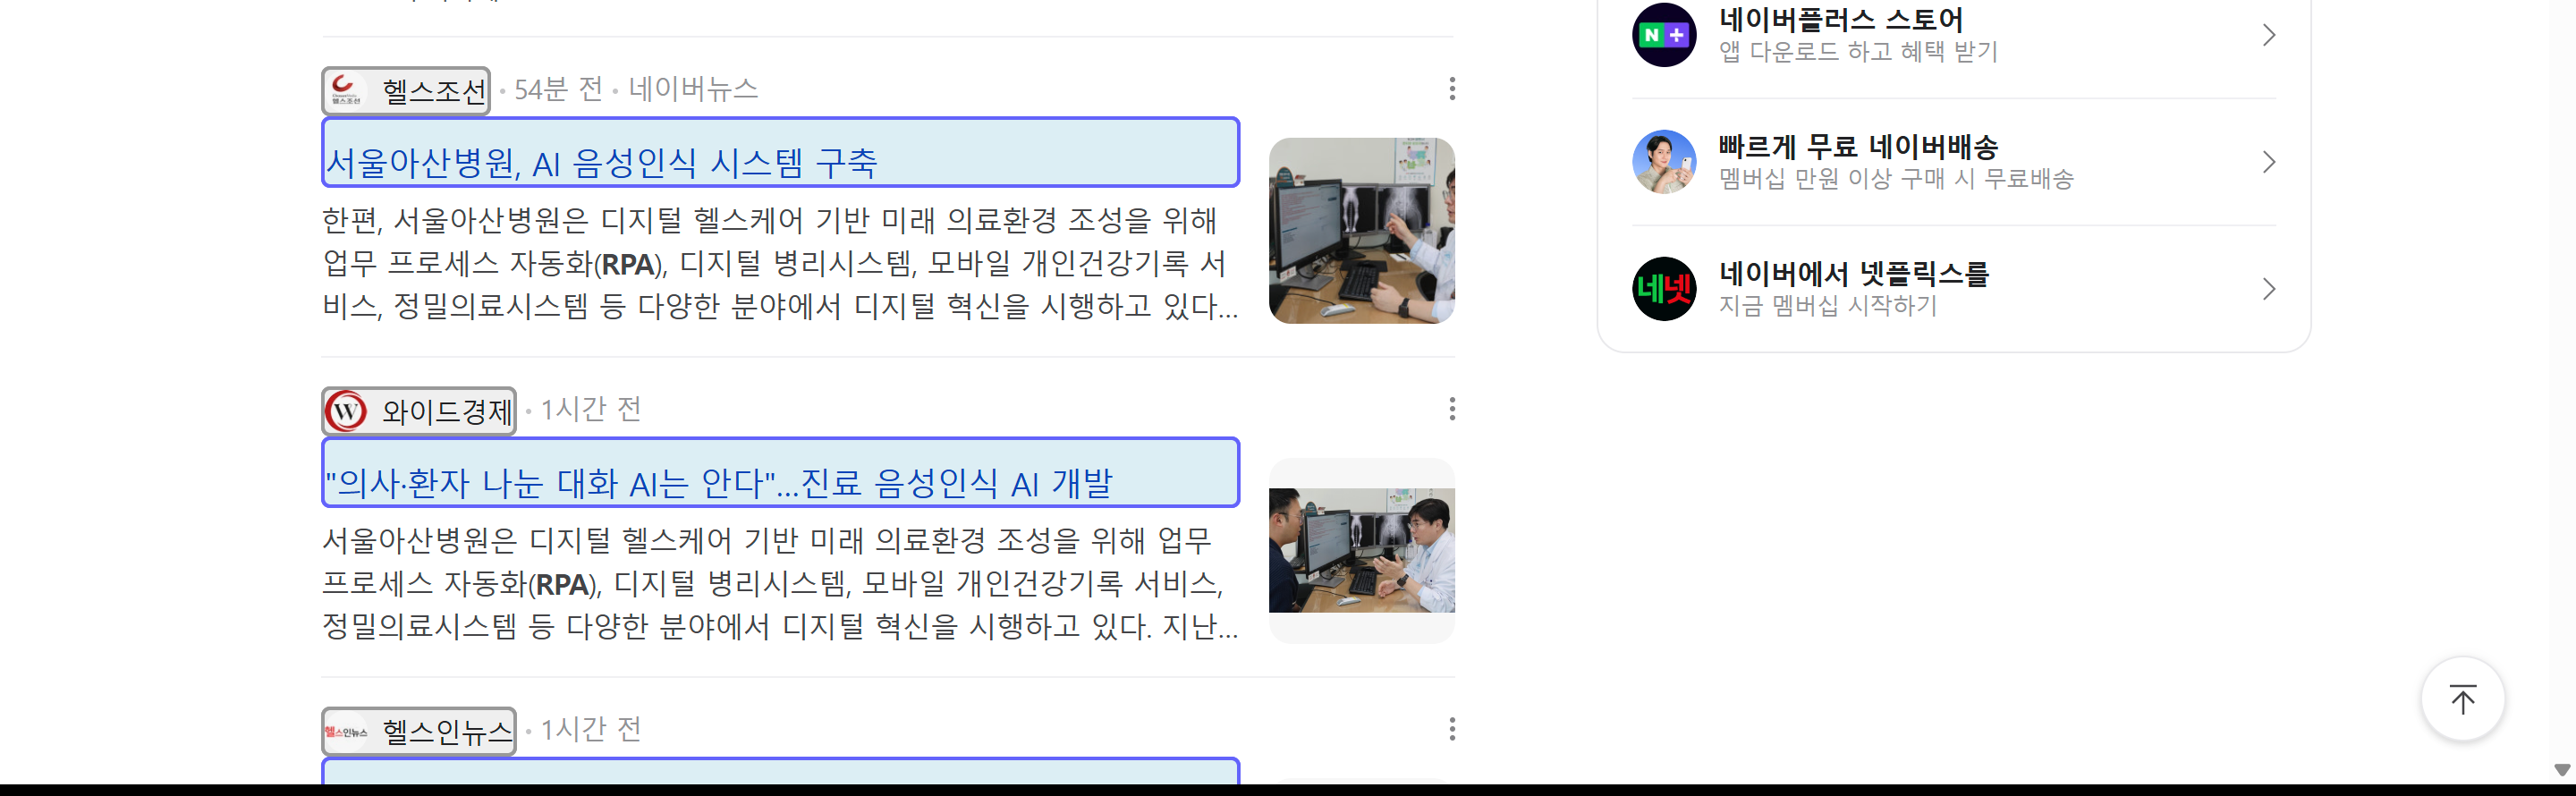 헬스조선 · 54분 전 · 네이버뉴스
서울아산병원, AI 음성인식 시스템 구축
한편, 서울아산병원은 디지털 헬스케어 기반 미래 의료환경 조성을 위해
업무 프로세스 자동화(RPA), 디지털 병리시스템, 모바일 개인건강기록 서
비스, 정밀의료시스템 등 다양한 분야에서 디지털 혁신을 시행하고 있다...
와이드경제 · 1시간 전
"의사·환자 나눈 대화 AI는 안다"...진료 음성인식 AI 개발
서울아산병원은 디지털 헬스케어 기반 미래 의료환경 조성을 위해 업무
프로세스 자동화(RPA), 디지털 병리시스템, 모바일 개인건강기록 서비스,
정밀의료시스템 등 다양한 분야에서 디지털 혁신을 시행하고 있다. 지난...
헬스인뉴스 · 1시간 전
네이버플러스 스토어
앱 다운로드 하고 혜택 받기
빠르게 무료 네이버배송
멤버십 만원 이상 구매 시 무료배송
네넷
네이버에서 넷플릭스를
지금 멤버십 시작하기